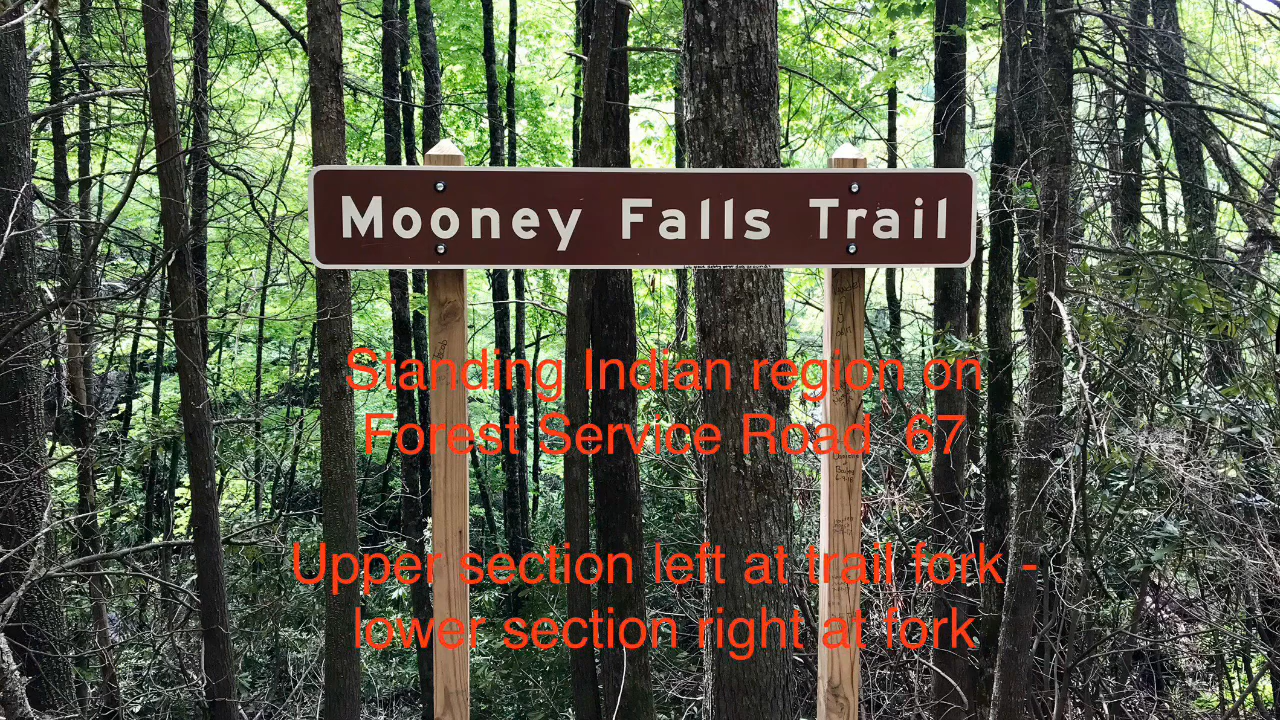 Mooney Falls Trail
Standing Indian region on
Forest Service Road 67
Upper section left at trail fork -
lower section right at fork